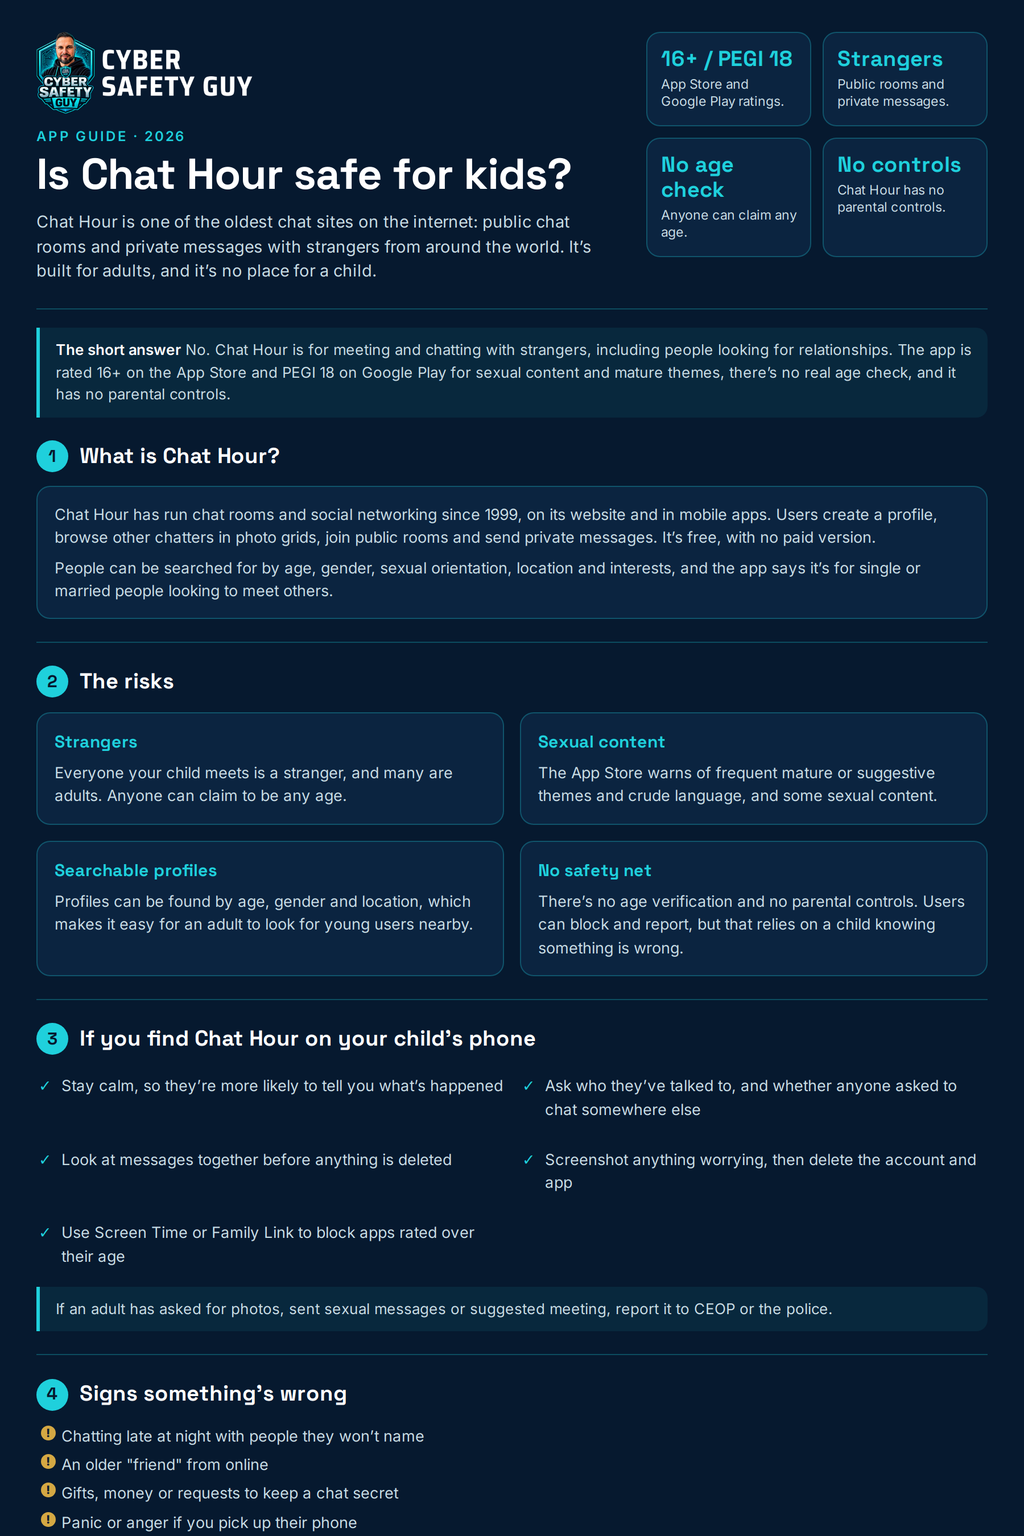 CYBER
SAFETY
GUY
CYBER
SAFETY GUY
APP GUIDE · 2026
Is Chat Hour safe for kids?
Chat Hour is one of the oldest chat sites on the internet: public chat
rooms and private messages with strangers from around the world. It’s
built for adults, and it’s no place for a child.
16+ / PEGI 18
App Store and
Google Play ratings.
Strangers
Public rooms and
private messages.
No age
check
Anyone can claim any
age.
No controls
Chat Hour has no
parental controls.
The short answer No. Chat Hour is for meeting and chatting with strangers, including people looking for relationships. The app is
rated 16+ on the App Store and PEGI 18 on Google Play for sexual content and mature themes, there’s no real age check, and it
has no parental controls.
1 What is Chat Hour?
Chat Hour has run chat rooms and social networking since 1999, on its website and in mobile apps. Users create a profile,
browse other chatters in photo grids, join public rooms and send private messages. It’s free, with no paid version.
People can be searched for by age, gender, sexual orientation, location and interests, and the app says it’s for single or
married people looking to meet others.
2 The risks
Strangers
Everyone your child meets is a stranger, and many are
adults. Anyone can claim to be any age.
Sexual content
The App Store warns of frequent mature or suggestive
themes and crude language, and some sexual content.
Searchable profiles
Profiles can be found by age, gender and location, which
makes it easy for an adult to look for young users nearby.
No safety net
There’s no age verification and no parental controls. Users
can block and report, but that relies on a child knowing
something is wrong.
3 If you find Chat Hour on your child’s phone
✓ Stay calm, so they’re more likely to tell you what’s happened
✓ Ask who they’ve talked to, and whether anyone asked to
chat somewhere else
✓ Look at messages together before anything is deleted
✓ Screenshot anything worrying, then delete the account and
app
✓ Use Screen Time or Family Link to block apps rated over
their age
If an adult has asked for photos, sent sexual messages or suggested meeting, report it to CEOP or the police.
4 Signs something’s wrong
! Chatting late at night with people they won’t name
! An older "friend" from online
! Gifts, money or requests to keep a chat secret
! Panic or anger if you pick up their phone